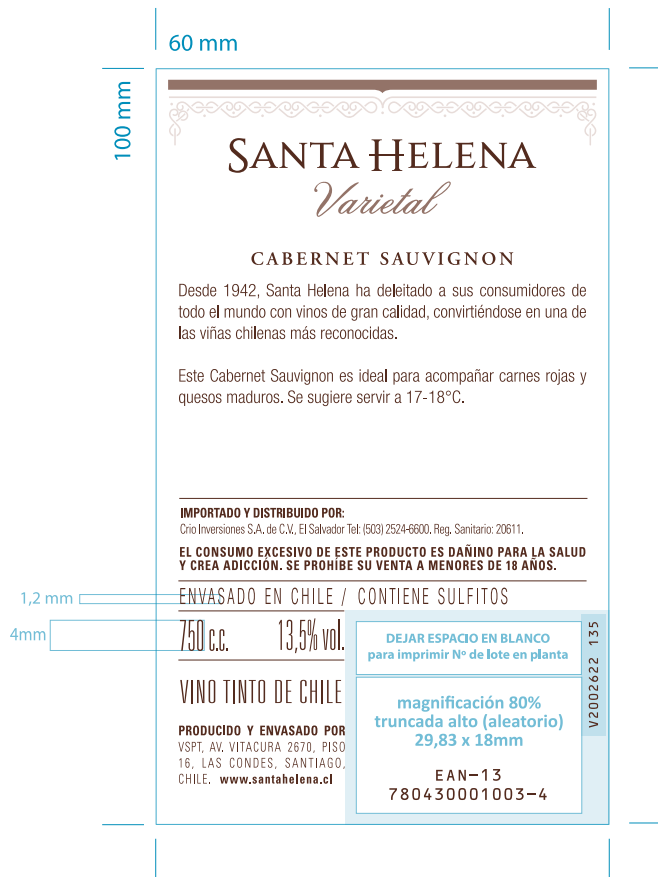 60 mm
100 mm
SANTA HELENA
Varietal
CABERNET SAUVIGNON
Desde 1942, Santa Helena ha deleitado a sus consumidores de
todo el mundo con vinos de gran calidad, convirtiéndose en una de
las viñas chilenas más reconocidas.
Este Cabernet Sauvignon es ideal para acompañar carnes rojas y
quesos maduros. Se sugiere servir a 17-18°C.
IMPORTADO Y DISTRIBUIDO POR:
Crio Inversiones S.A. de C.V., El Salvador Tel: (503) 2524-6600. Reg. Sanitario: 20611.
EL CONSUMO EXCESIVO DE ESTE PRODUCTO ES DAÑINO PARA LA SALUD
Y CREA ADICCIÓN. SE PROHÍBE SU VENTA A MENORES DE 18 AÑOS.
1,2 mm
ENVASADO EN CHILE / CONTIENE SULFITOS
4mm
750 c.c. 13,5% vol.
VINO TINTO DE CHILE
PRODUCIDO Y ENVASADO POR
VSPT, AV. VITACURA 2670, PISO
16, LAS CONDES, SANTIAGO,
CHILE. www.santahelena.cl
DEJAR ESPACIO EN BLANCO
para imprimir Nº de lote en planta
magnificación 80%
truncada alto (aleatorio)
29,83 x 18mm
EAN-13
780430001003-4
V2002622 135